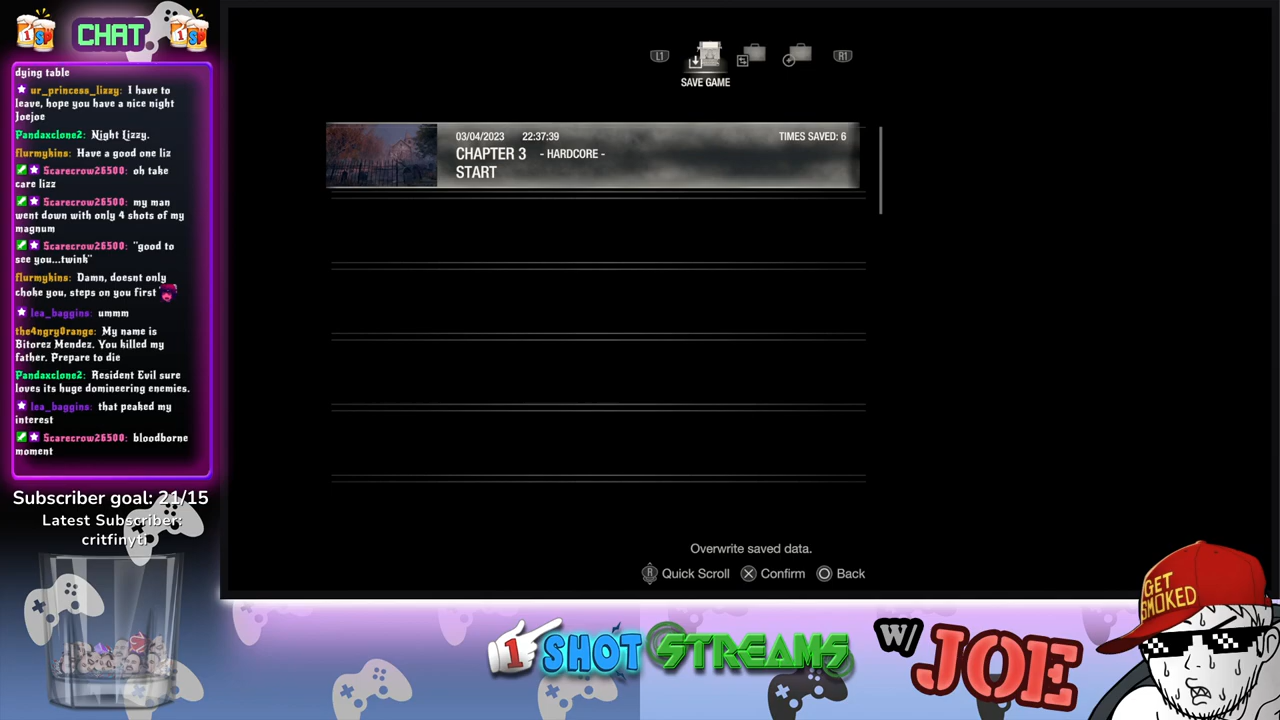 1SP CHAT 1SP
dying table
ur_princess_lizzy: I have to
leave, hope you have a nice night
Joejoe
Pandaxclone2: Night Lizzy.
flurmykins: Have a good one liz
Scarecrow26500: oh take
care lizz
Scarecrow26500: my man
went down with only 4 shots of my
magnum
Scarecrow26500: "good to
see you...twink"
flurmykins: Damn, doesnt only
choke you, steps on you first
lea_baggins: ummm
the4ngry0range: My name is
Bitorez Mendez. You killed my
father. Prepare to die
Pandaxclone2: Resident Evil sure
loves its huge domineering enemies.
lea_baggins: that peaked my
interest
Scarecrow26500: bloodborne
moment
Subscriber goal: 21/15
Latest Subscriber:
critfinyti
L1 R1
SAVE GAME
03/04/2023 22:37:39 TIMES SAVED: 6
CHAPTER 3 - HARDCORE -
START
Overwrite saved data.
R Quick Scroll Confirm Back
1 SHOT STREAMS W/ JOE
GET
SMOKED